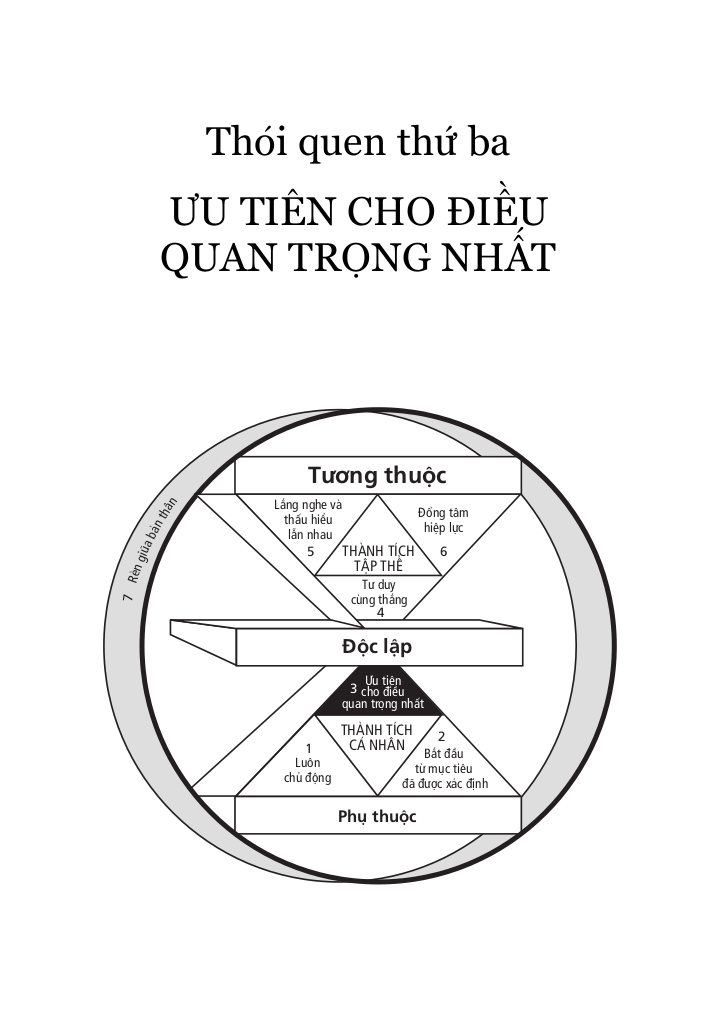 Thói quen thứ ba
ƯU TIÊN CHO ĐIỀU
QUAN TRỌNG NHẤT
Tương thuộc
Lắng nghe và
thấu hiểu
lẫn nhau
5
Đồng tâm
hiệp lực
6
THÀNH TÍCH
TẬP THỂ
Tư duy
cùng thắng
4
7 Rèn giũa bản thân
Độc lập
3 Ưu tiên
cho điều
quan trọng nhất
THÀNH TÍCH
CÁ NHÂN
1
Luôn
chủ động
2
Bắt đầu
từ mục tiêu
đã được xác định
Phụ thuộc